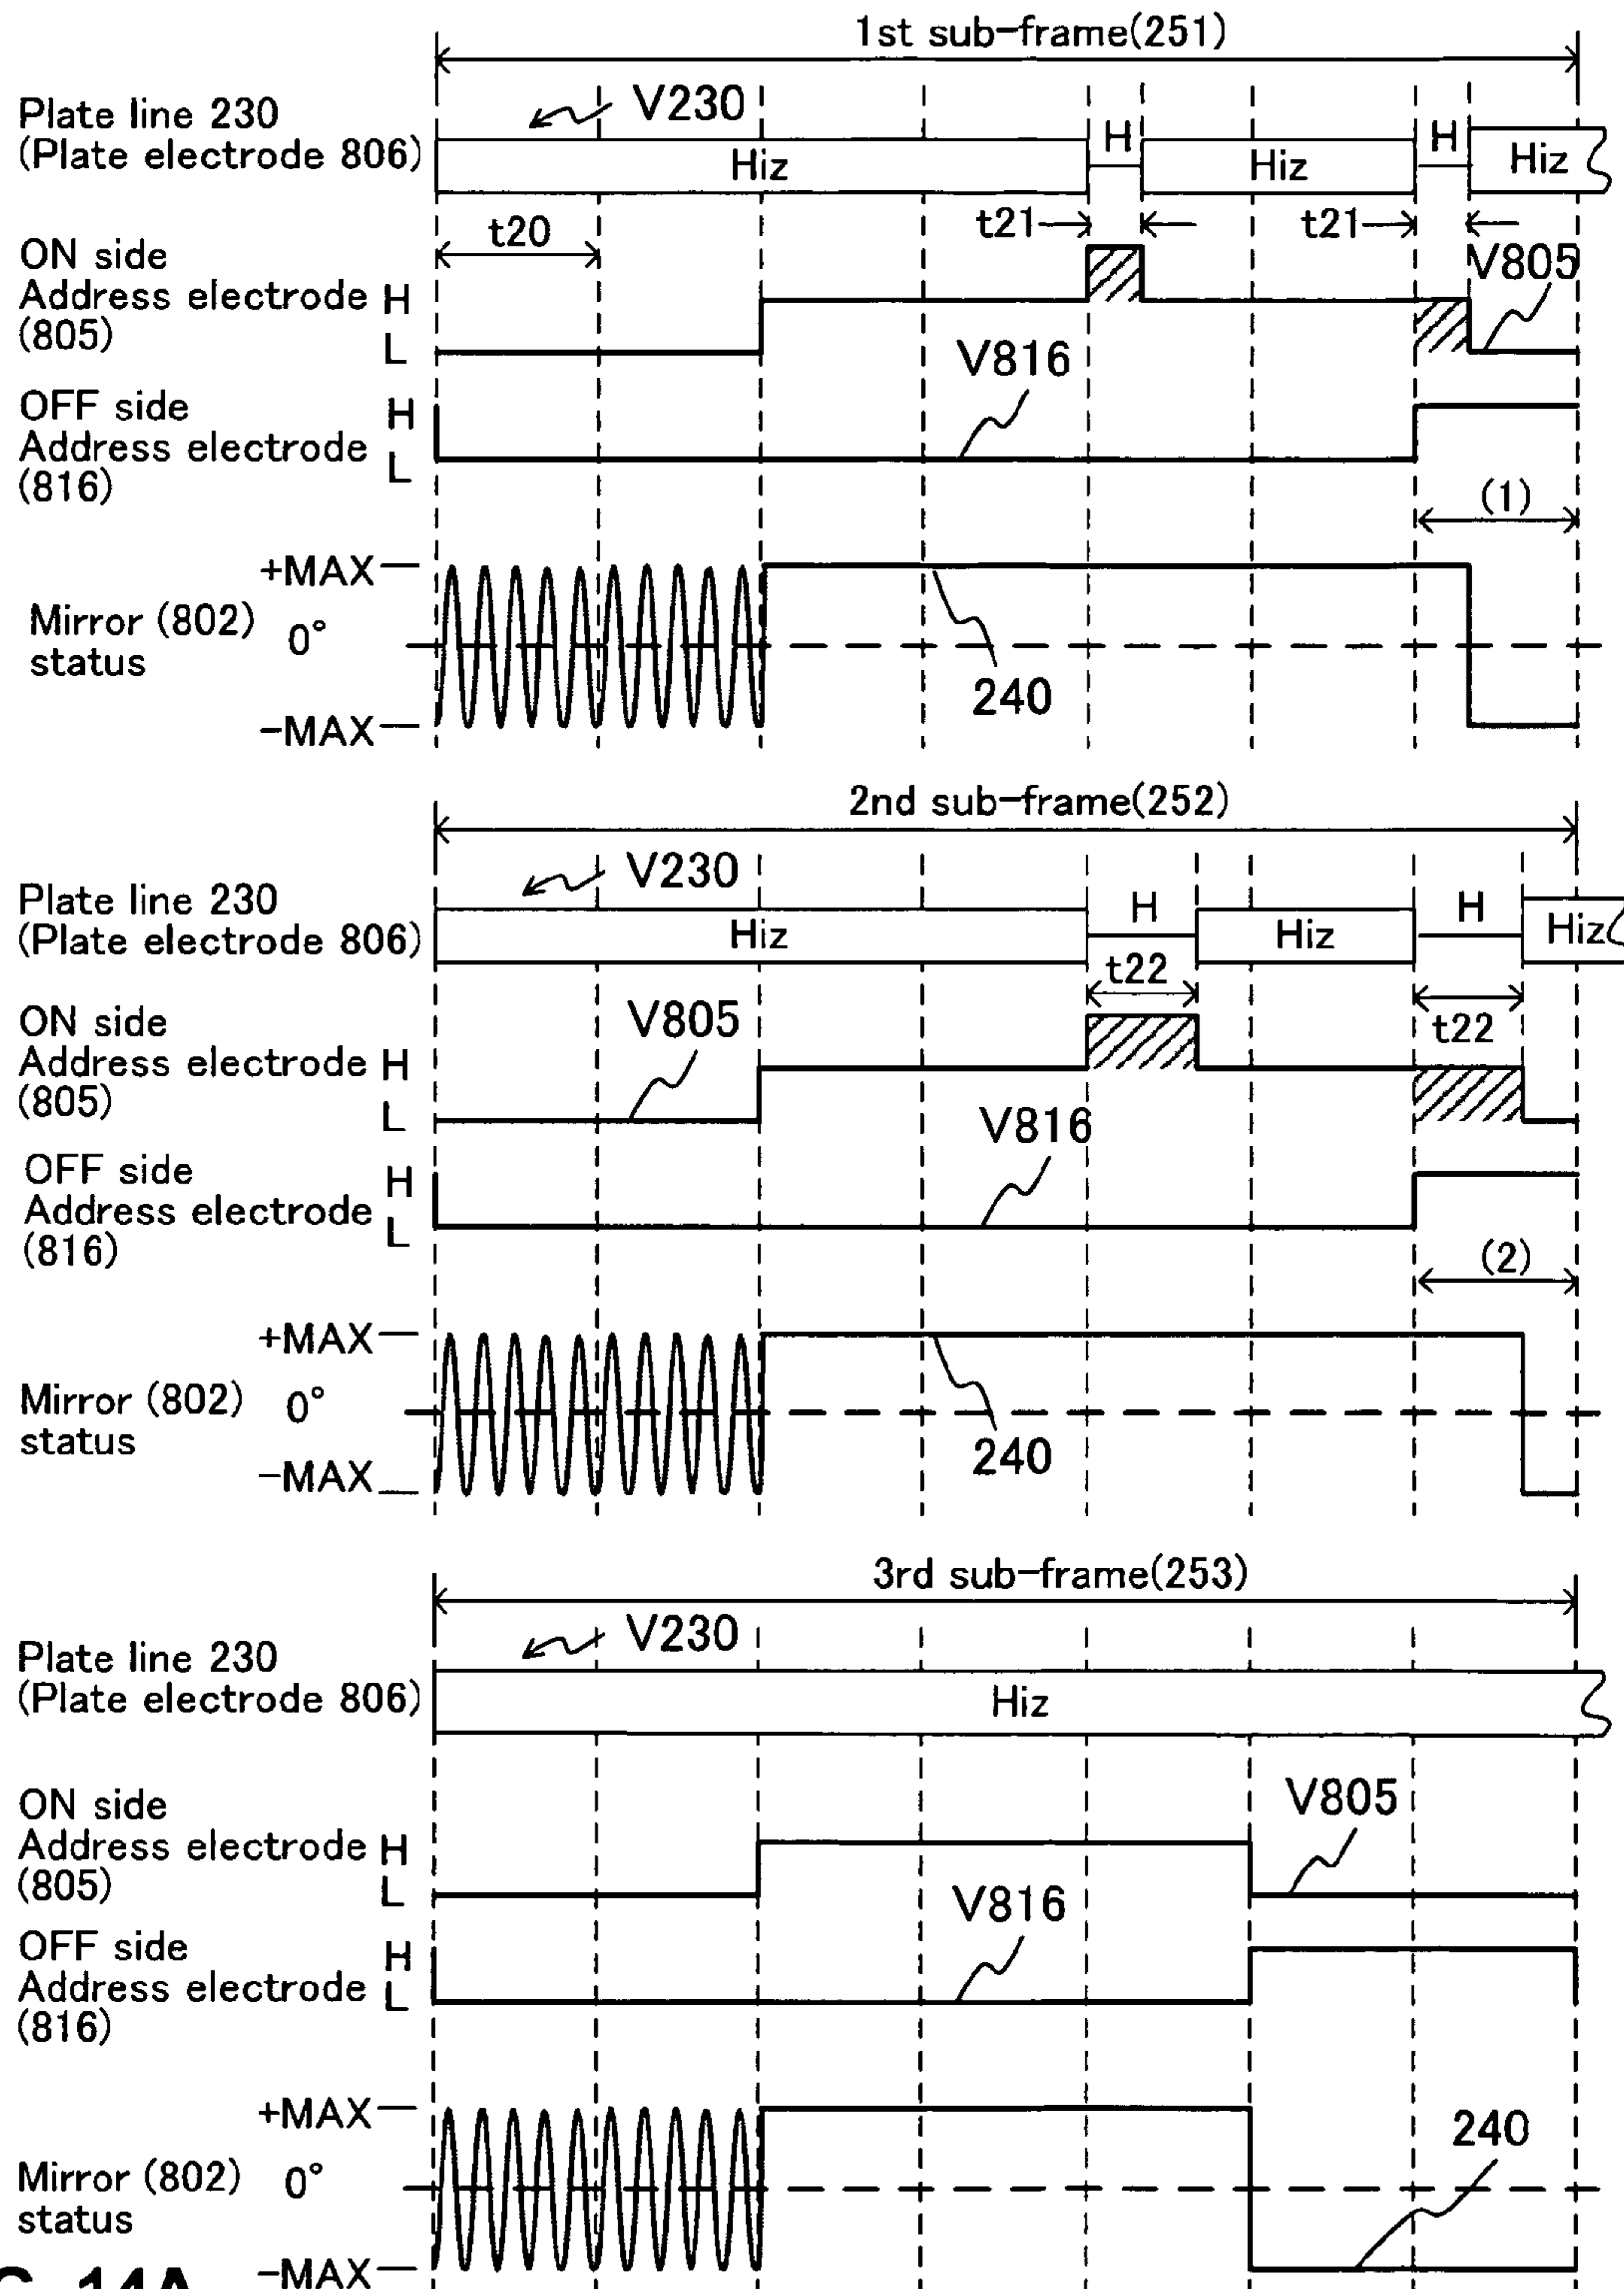 1st sub-frame(251)
Plate line 230
(Plate electrode 806)
V230
Hiz
H
Hiz
H
Hiz
t20
t21
t21
ON side
Address electrode
(805)
H
L
V805
OFF side
Address electrode
(816)
H
L
V816
(1)
Mirror (802)
status
+MAX
0°
-MAX
240
2nd sub-frame(252)
Plate line 230
(Plate electrode 806)
V230
Hiz
H
Hiz
H
Hiz
t22
t22
ON side
Address electrode
(805)
H
L
V805
OFF side
Address electrode
(816)
H
L
V816
(2)
Mirror (802)
status
+MAX
0°
-MAX
240
3rd sub-frame(253)
Plate line 230
(Plate electrode 806)
V230
Hiz
ON side
Address electrode
(805)
H
L
V805
OFF side
Address electrode
(816)
H
L
V816
Mirror (802)
status
+MAX
0°
-MAX
240
14A